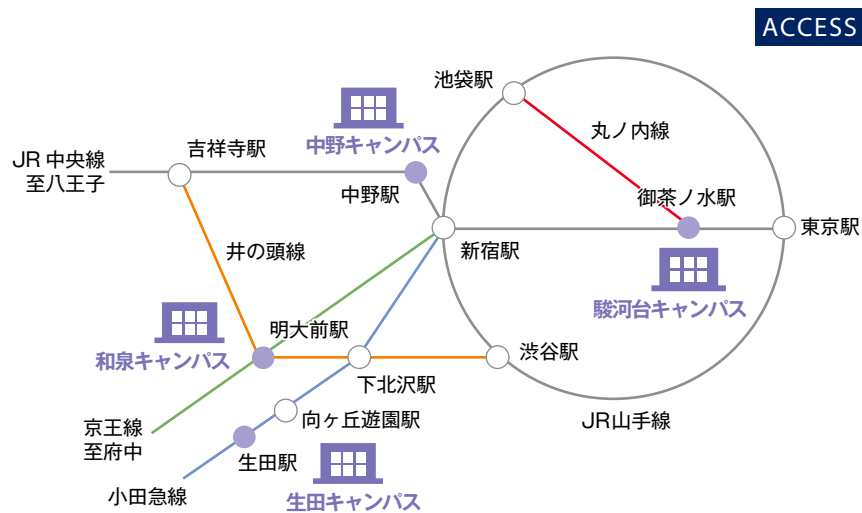 ACCESS
池袋駅
中野キャンパス
丸ノ内線
吉祥寺駅
JR 中央線
至八王子
中野駅
御茶ノ水駅
東京駅
新宿駅
井の頭線
駿河台キャンパス
明大前駅
和泉キャンパス
渋谷駅
下北沢駅
向ヶ丘遊園駅
JR山手線
京王線
至府中
生田駅
小田急線
生田キャンパス